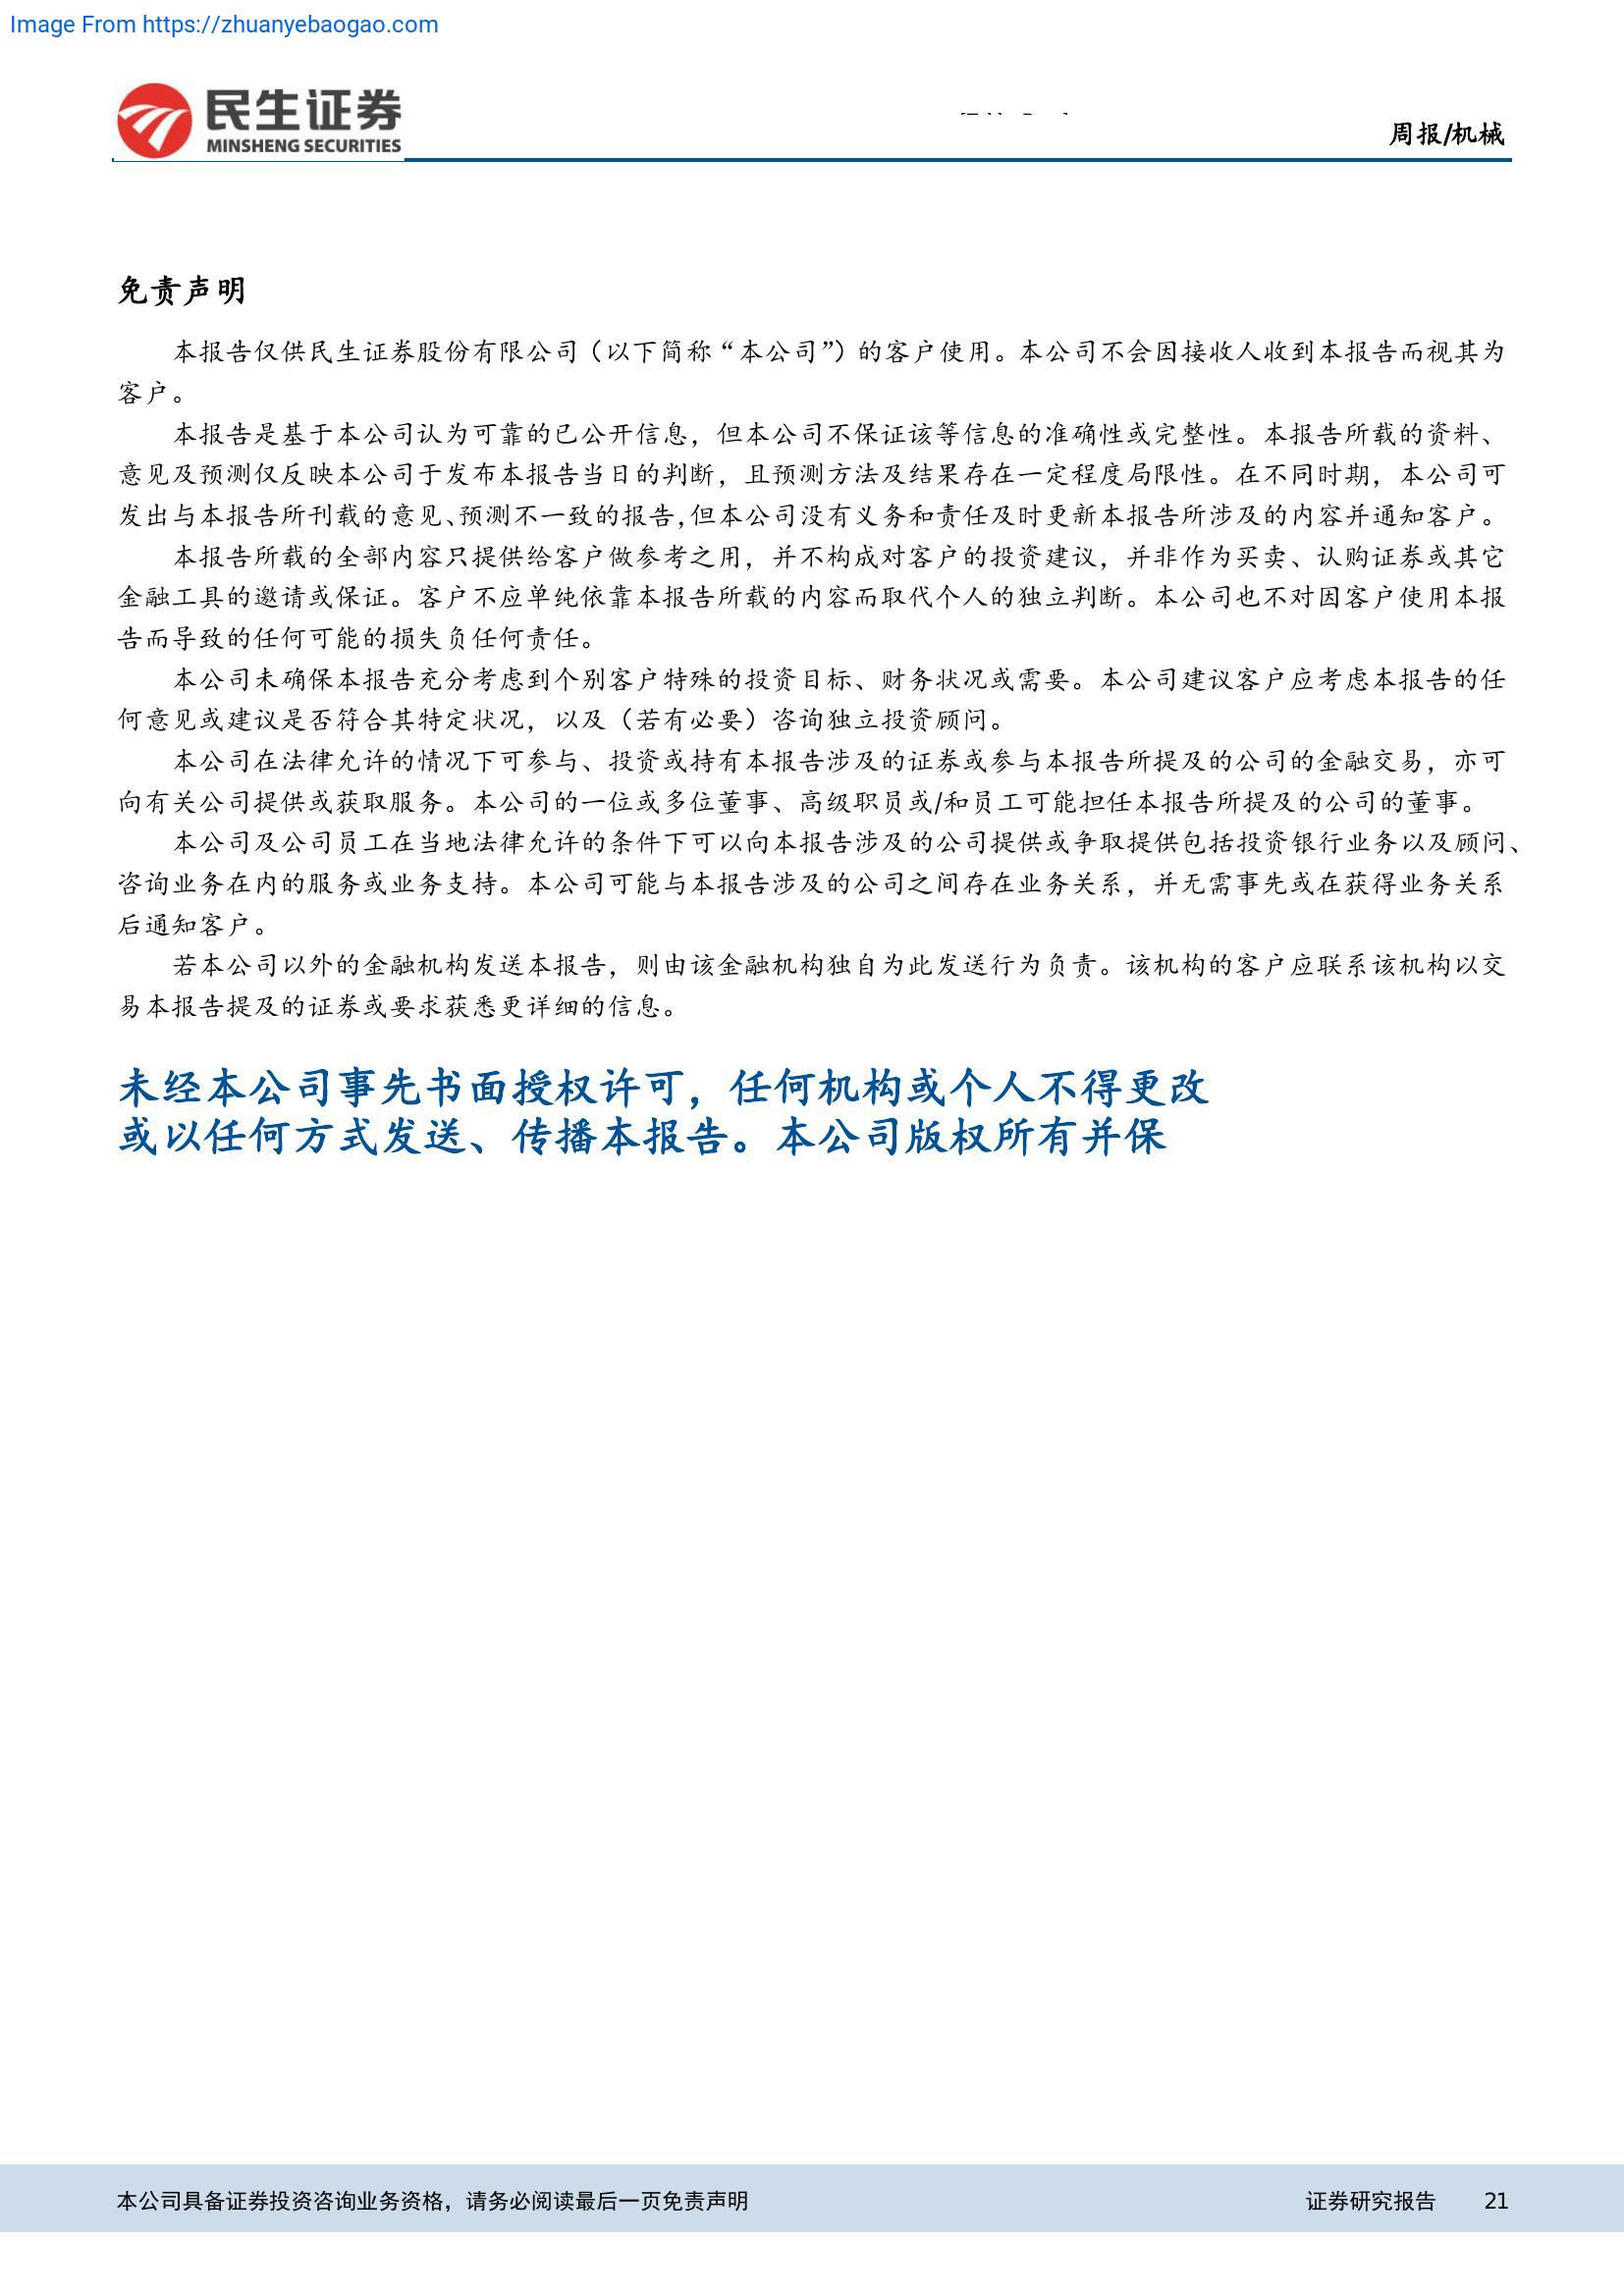 Image From https://zhuanyebaogao.com
民生证券
MINSHENG SECURITIES
周报/机械
免责声明
本报告仅供民生证券股份有限公司（以下简称“本公司”）的客户使用。本公司不会因接收人收到本报告而视其为
客户。
本报告是基于本公司认为可靠的已公开信息，但本公司不保证该等信息的准确性或完整性。本报告所载的资料、
意见及预测仅反映本公司于发布本报告当日的判断，且预测方法及结果存在一定程度局限性。在不同时期，本公司可
发出与本报告所刊载的意见、预测不一致的报告，但本公司没有义务和责任及时更新本报告所涉及的内容并通知客户。
本报告所载的全部内容只提供给客户做参考之用，并不构成对客户的投资建议，并非作为买卖、认购证券或其它
金融工具的邀请或保证。客户不应单纯依靠本报告所载的内容而取代个人的独立判断。本公司也不对因客户使用本报
告而导致的任何可能的损失负任何责任。
本公司未确保本报告充分考虑到个别客户特殊的投资目标、财务状况或需要。本公司建议客户应考虑本报告的任
何意见或建议是否符合其特定状况，以及（若有必要）咨询独立投资顾问。
本公司在法律允许的情况下可参与、投资或持有本报告涉及的证券或参与本报告所提及的公司的金融交易，亦可
向有关公司提供或获取服务。本公司的一位或多位董事、高级职员或/和员工可能担任本报告所提及的公司的董事。
本公司及公司员工在当地法律允许的条件下可以向本报告涉及的公司提供或争取提供包括投资银行业务以及顾问、
咨询业务在内的服务或业务支持。本公司可能与本报告涉及的公司之间存在业务关系，并无需事先或在获得业务关系
后通知客户。
若本公司以外的金融机构发送本报告，则由该金融机构独自为此发送行为负责。该机构的客户应联系该机构以交
易本报告提及的证券或要求获悉更详细的信息。
未经本公司事先书面授权许可，任何机构或个人不得更改
或以任何方式发送、传播本报告。本公司版权所有并保
本公司具备证券投资咨询业务资格，请务必阅读最后一页免责声明
证券研究报告 21